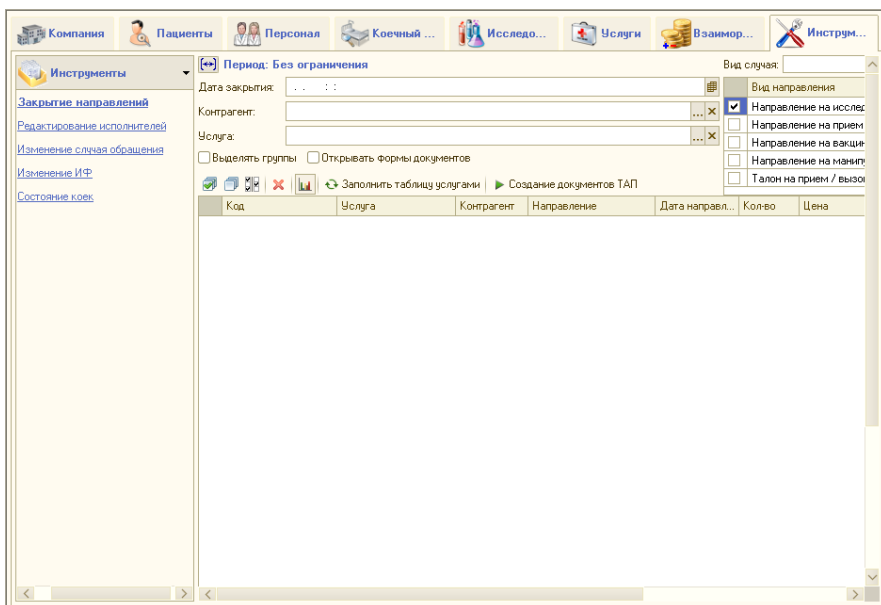 Компания Пациенты Персонал Коечный ... Исследо... Услуги Взаимор... Инструм...
Инструменты
Закрытие направлений
Редактирование исполнителей
Изменение случая обращения
Изменение ИФ
Состояние коек
Период: Без ограничения
Вид случая:
Дата закрытия: . . : :
Контрагент: ... ×
Услуга: ... ×
Выделять группы Открывать формы документов
Вид направления
Направление на исслед
Направление на прием
Направление на вакцин
Направление на манипу
Талон на прием / вызо
Заполнить таблицу услугами Создание документов ТАП
Код Услуга Контрагент Направление Дата направл... Кол-во Цена